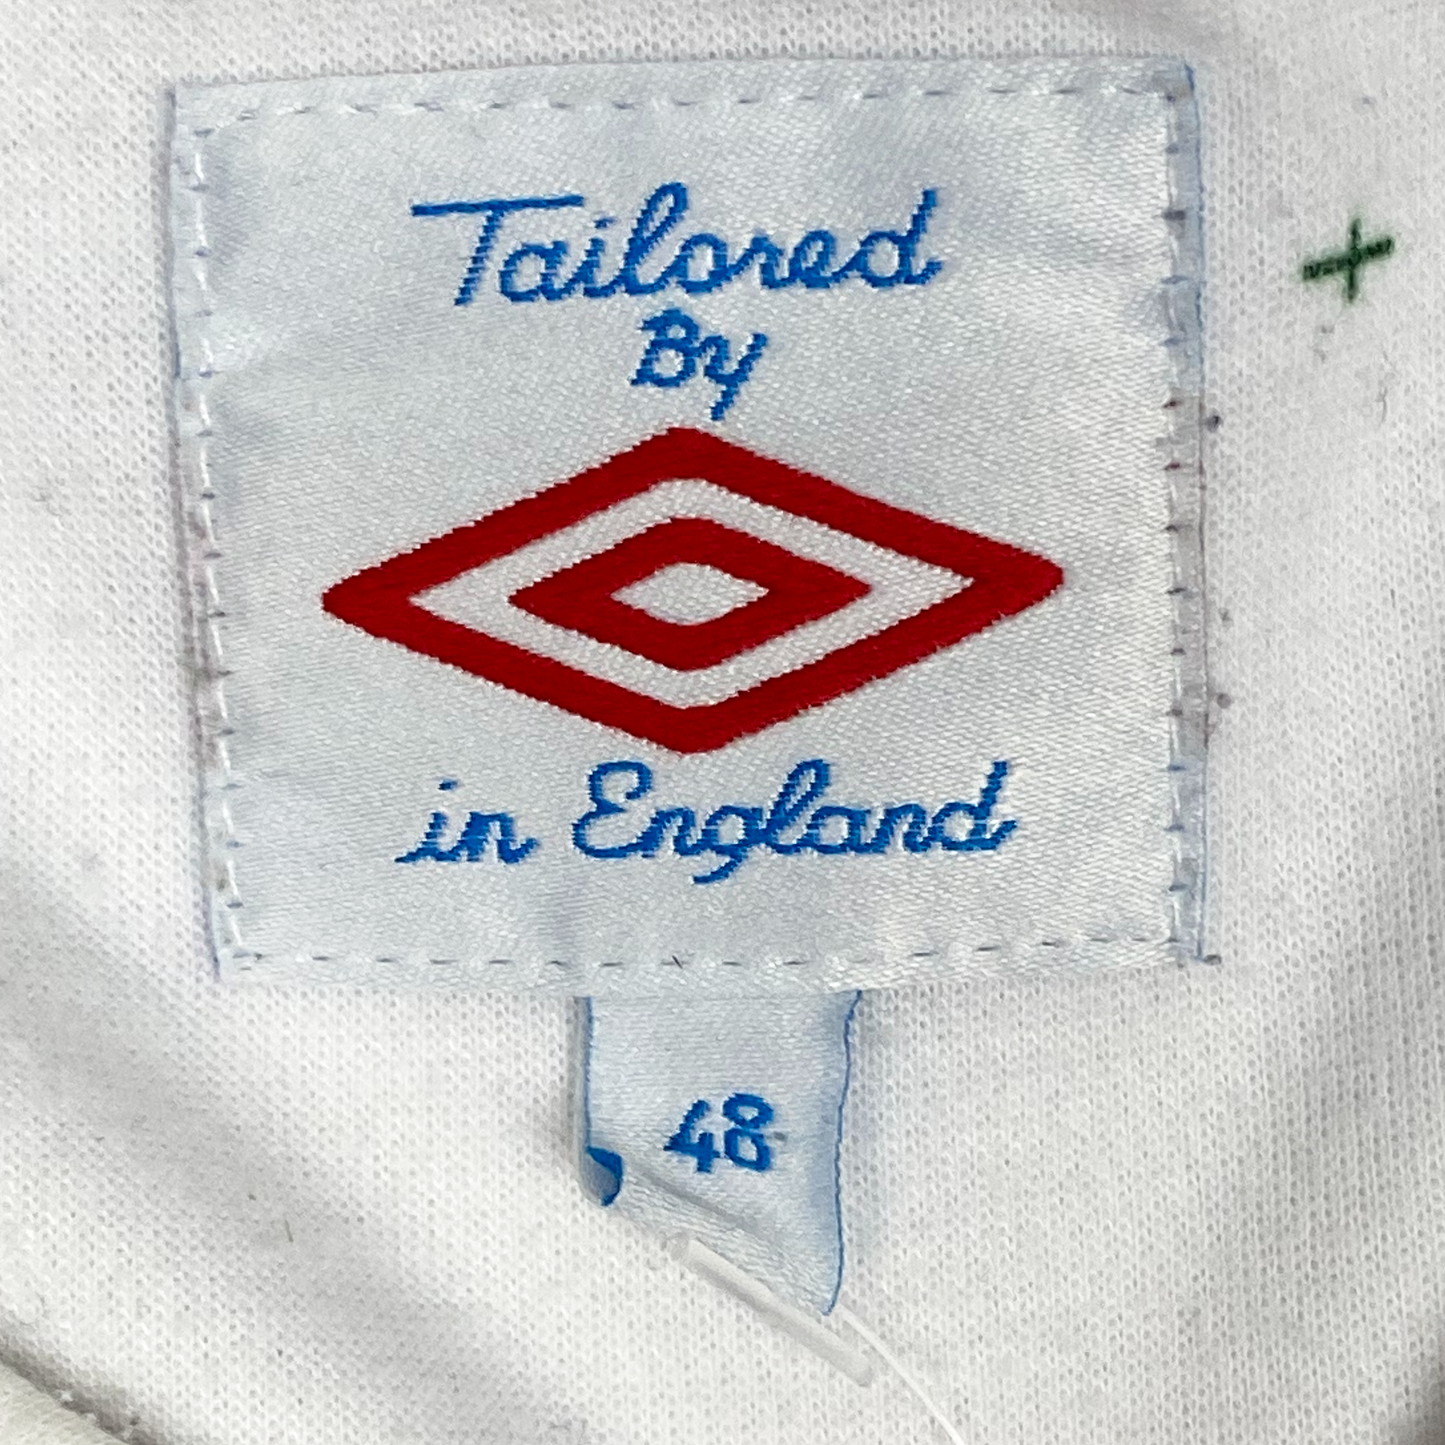 Tailored
By
in England
48